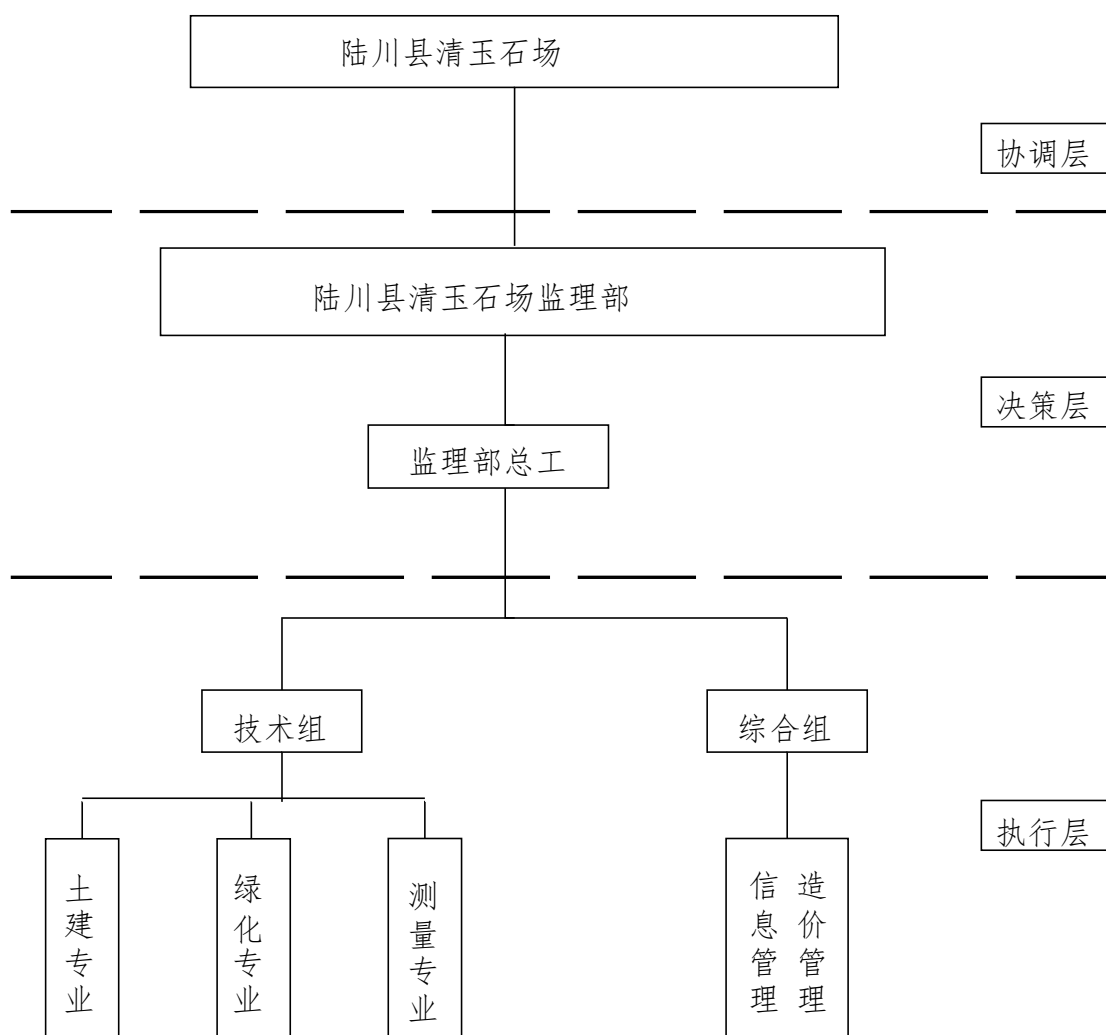 陆川县清玉石场
协调层
陆川县清玉石场监理部
决策层
监理部总工
技术组
综合组
执行层
土建专业
绿化专业
测量专业
信息管理
造价管理